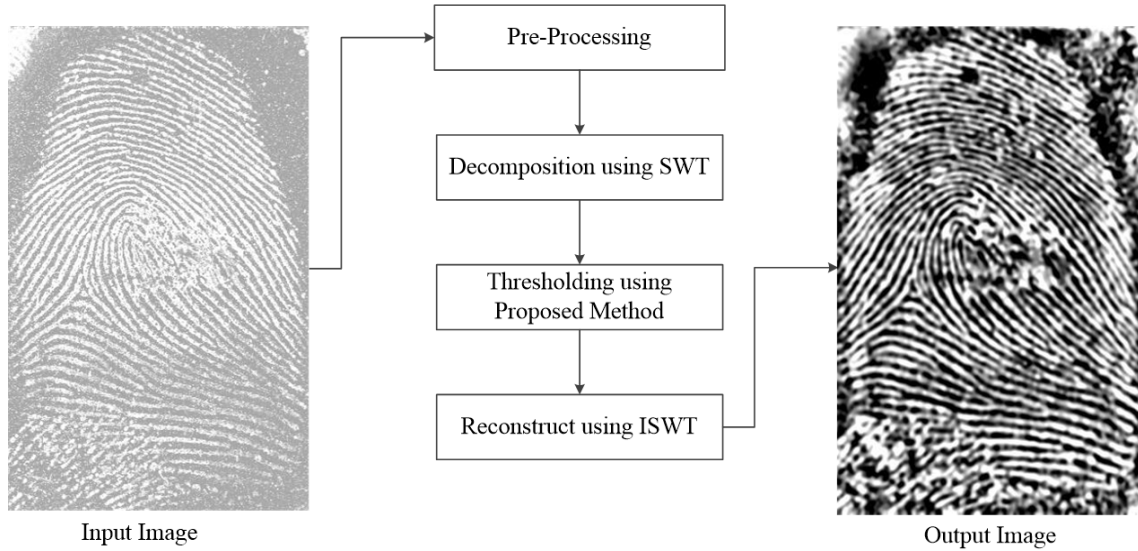 Pre-Processing
Decomposition using SWT
Thresholding using
Proposed Method
Reconstruct using ISWT
Input Image
Output Image